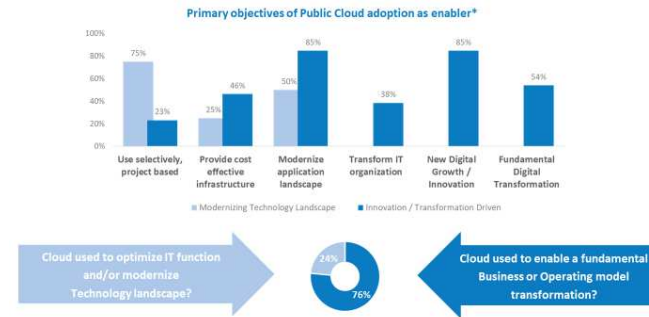 Primary objectives of Public Cloud adoption as enabler*
100%
80%
60%
40%
20%
0%
75%
23%
25%
46%
50%
85%
38%
85%
54%
Use selectively,
project based
Provide cost
effective
infrastructure
Modernize
application
landscape
Transform IT
organization
New Digital
Growth /
Innovation
Fundamental
Digital
Transformation
Modernizing Technology Landscape
Innovation / Transformation Driven
Cloud used to optimize IT function
and/or modernize
Technology landscape?
24%
76%
Cloud used to enable a fundamental
Business or Operating model
transformation?